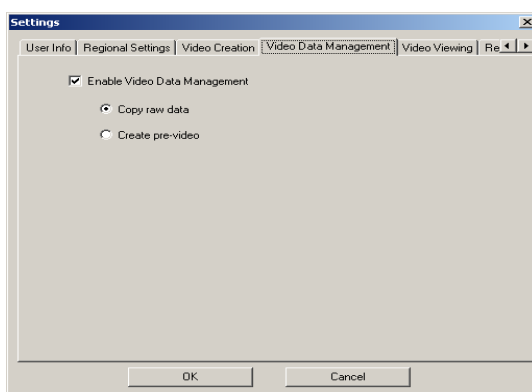 Settings
User Info Regional Settings Video Creation Video Data Management Video Viewing Re
Enable Video Data Management
Copy raw data
Create pre-video
OK Cancel